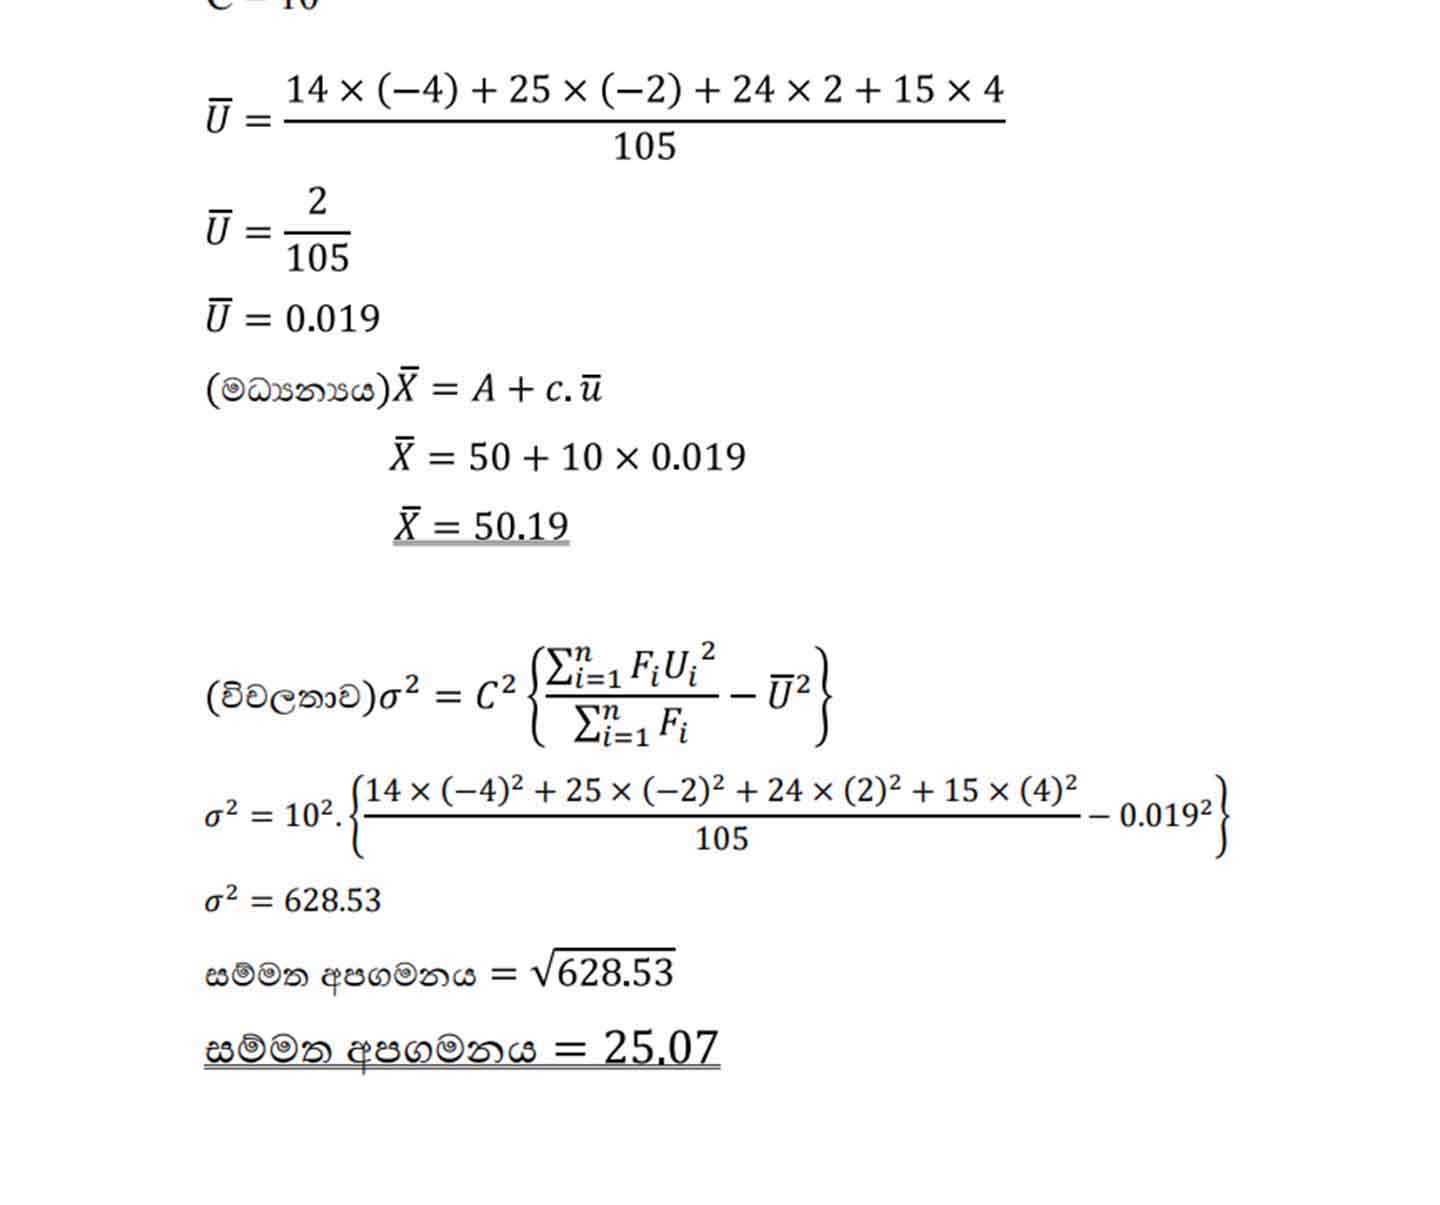 C = 10
U̅ = (14 × (−4) + 25 × (−2) + 24 × 2 + 15 × 4) / 105
U̅ = 2 / 105
U̅ = 0.019
(මධ්‍යන්‍යය)X̅ = A + c. u̅
X̅ = 50 + 10 × 0.019
X̅ = 50.19
(විචලතාව)σ² = C² {∑ⁿᵢ₌₁ FᵢUᵢ² / ∑ⁿᵢ₌₁ Fᵢ − U̅²}
σ² = 10². {(14 × (−4)² + 25 × (−2)² + 24 × (2)² + 15 × (4)²) / 105 − 0.019²}
σ² = 628.53
සම්මත අපගමනය = √628.53
සම්මත අපගමනය = 25.07